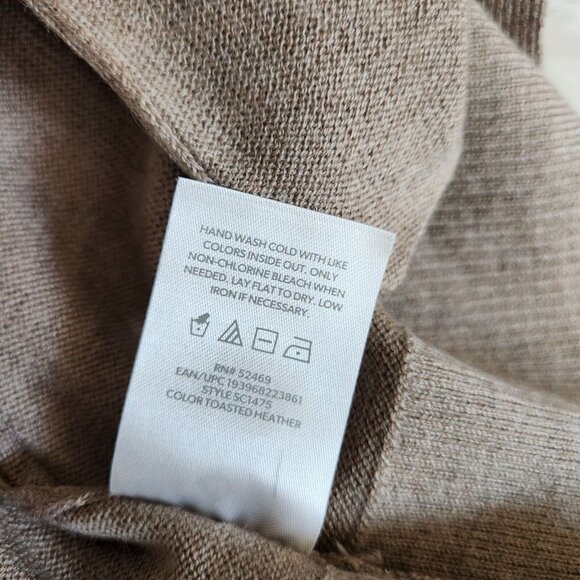 HAND WASH COLD WITH LIKE
COLORS INSIDE OUT. ONLY
NON-CHLORINE BLEACH WHEN
NEEDED, LAY FLAT TO DRY. LOW
IRON IF NECESSARY.
RN# 52469
EAN/UPC 193968223861
STYLE SC1475
COLOR TOASTED HEATHER